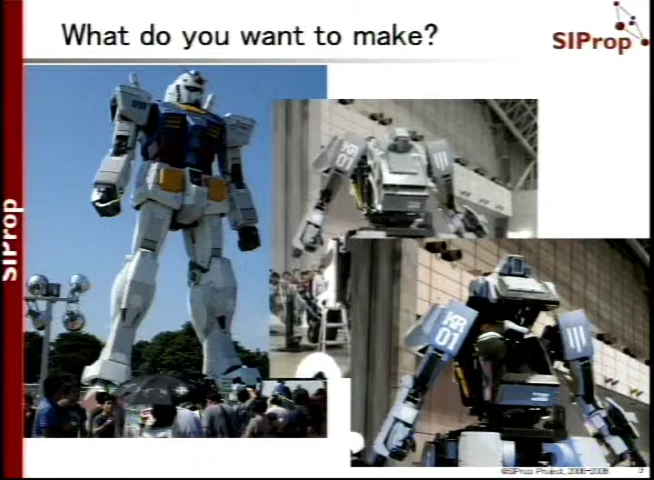 What do you want to make?
SIProp
SIProp
KR
01
KR
01
©SIProp Project, 2006-2008